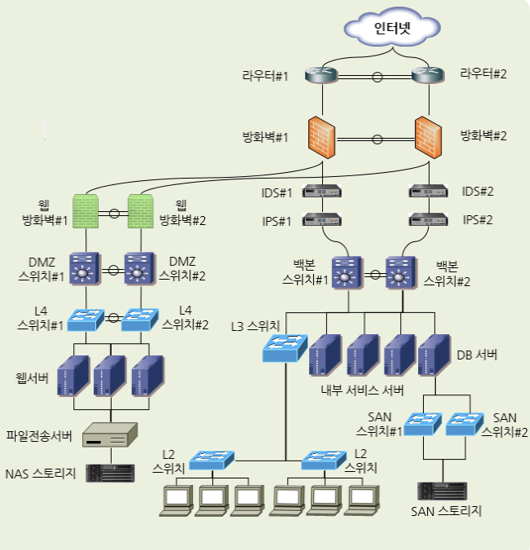 인터넷
라우터#1
라우터#2
방화벽#1
방화벽#2
IDS#1
IDS#2
IPS#1
IPS#2
웹
방화벽#1
웹
방화벽#2
DMZ
스위치#1
DMZ
스위치#2
백본
스위치#1
백본
스위치#2
L4
스위치#1
L4
스위치#2
L3 스위치
DB 서버
웹서버
내부 서비스 서버
SAN
스위치#1
SAN
스위치#2
파일전송서버
L2
스위치
L2
스위치
NAS 스토리지
SAN 스토리지